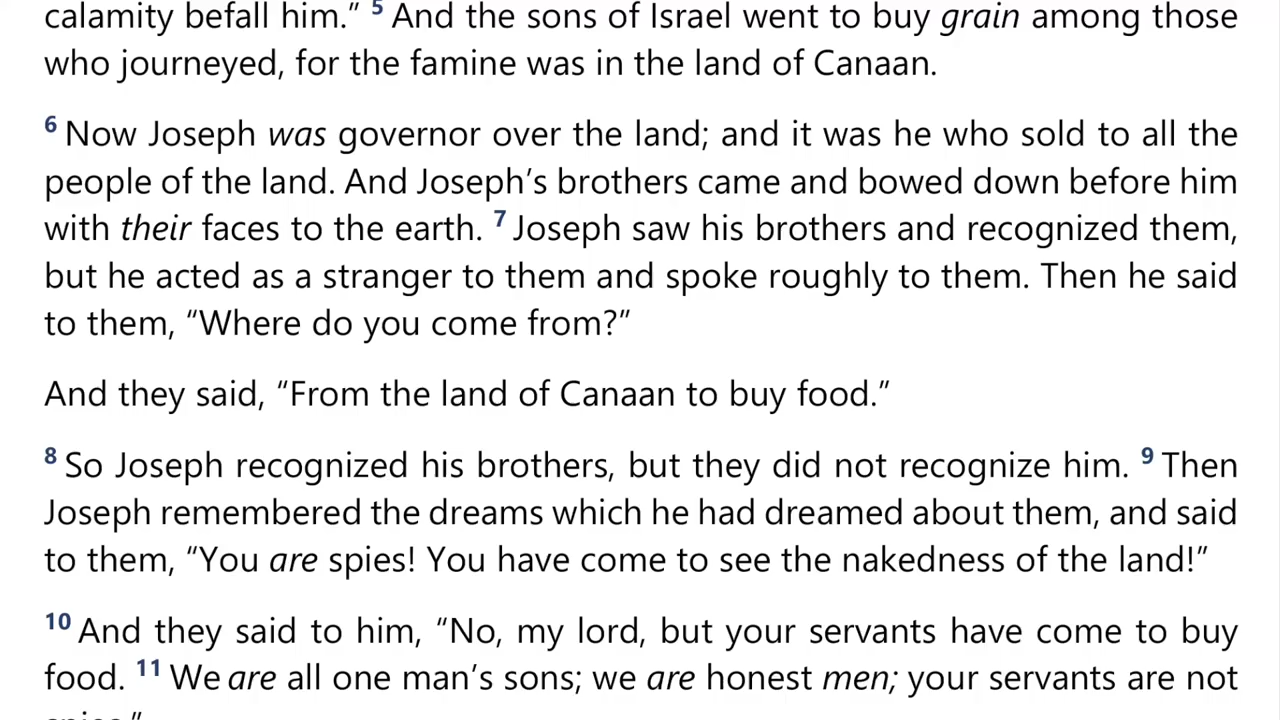 calamity befall him.” 5 And the sons of Israel went to buy grain among those
who journeyed, for the famine was in the land of Canaan.
6 Now Joseph was governor over the land; and it was he who sold to all the
people of the land. And Joseph’s brothers came and bowed down before him
with their faces to the earth. 7 Joseph saw his brothers and recognized them,
but he acted as a stranger to them and spoke roughly to them. Then he said
to them, “Where do you come from?”
And they said, “From the land of Canaan to buy food.”
8 So Joseph recognized his brothers, but they did not recognize him. 9 Then
Joseph remembered the dreams which he had dreamed about them, and said
to them, “You are spies! You have come to see the nakedness of the land!”
10 And they said to him, “No, my lord, but your servants have come to buy
food. 11 We are all one man’s sons; we are honest men; your servants are not